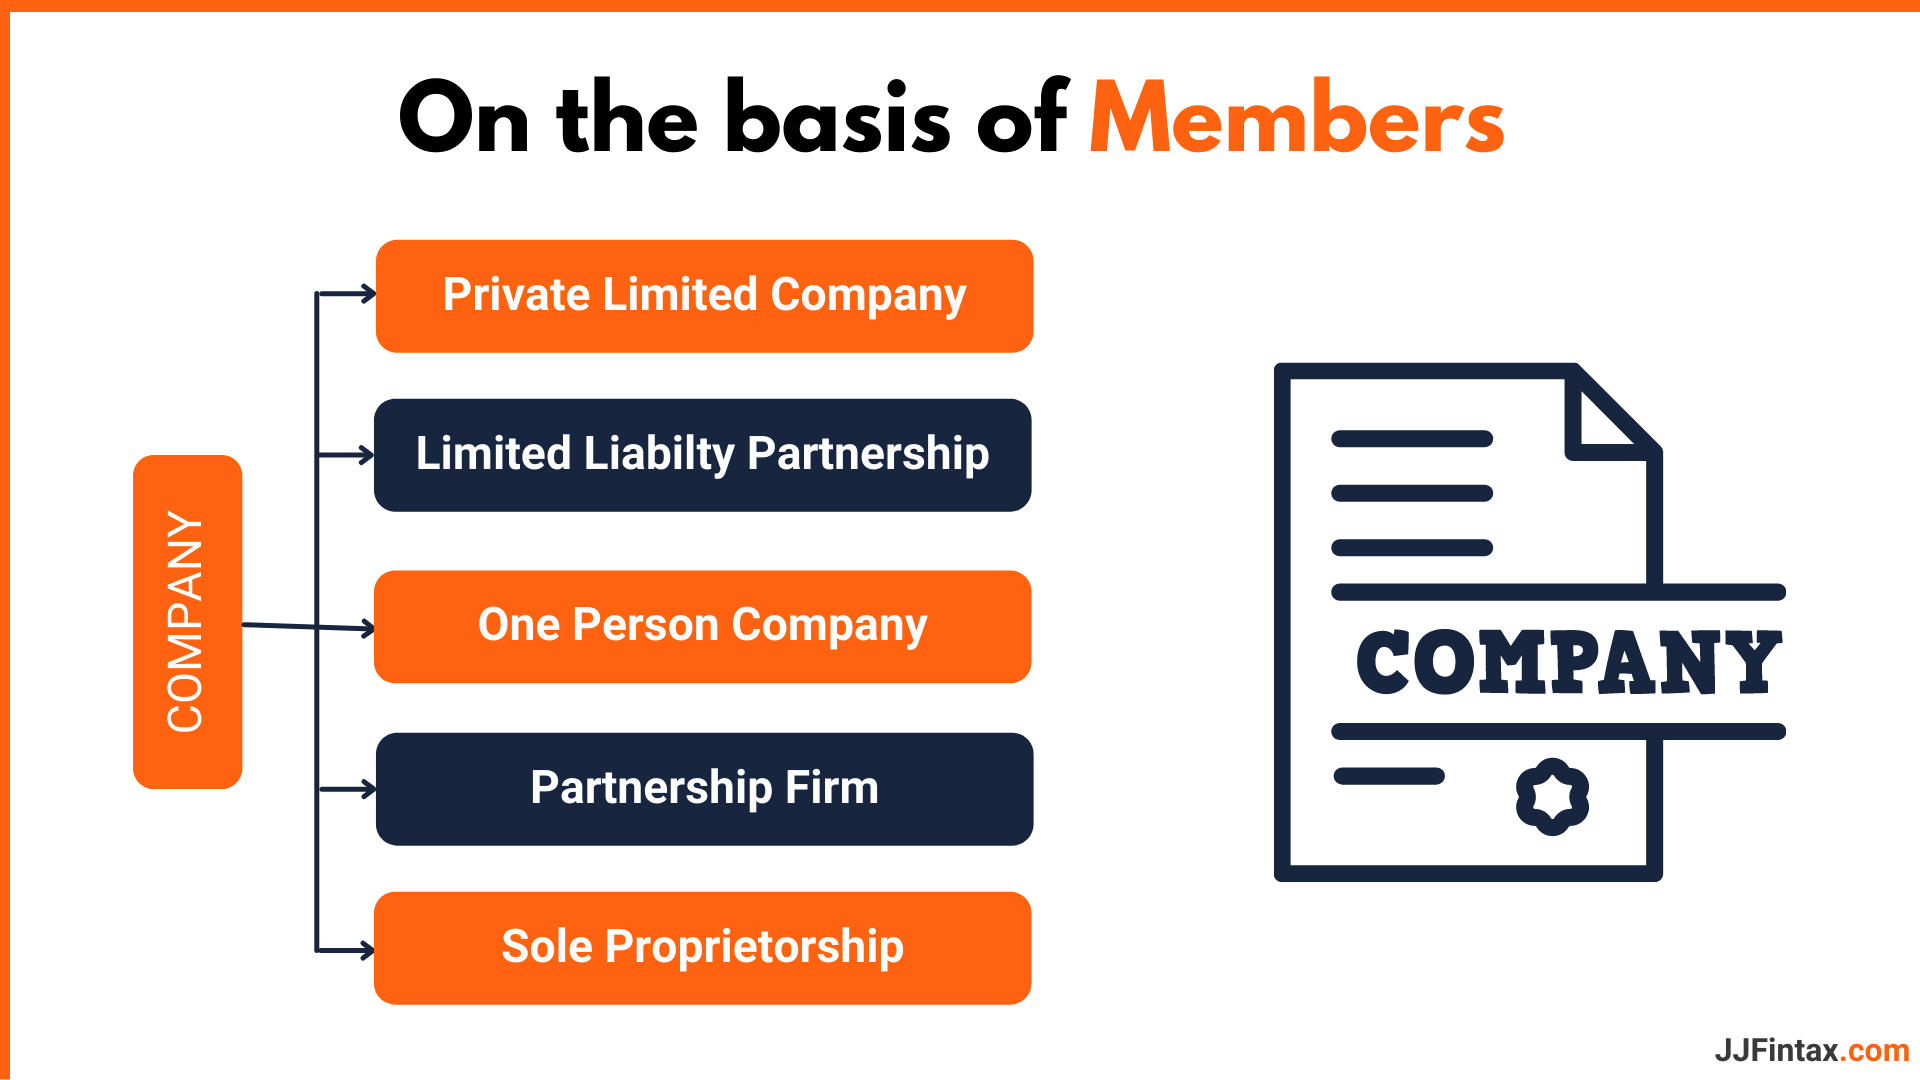 On the basis of Members
Private Limited Company
Limited Liabilty Partnership
COMPANY
One Person Company
Partnership Firm
Sole Proprietorship
COMPANY
JJFintax.com